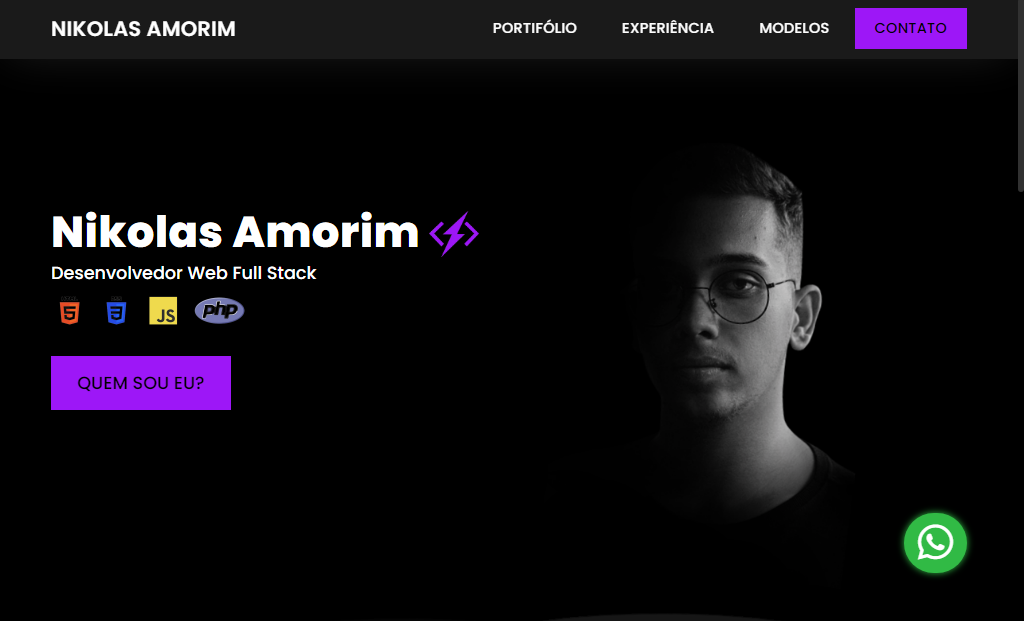 NIKOLAS AMORIM
PORTIFÓLIO EXPERIÊNCIA MODELOS CONTATO
Nikolas Amorim
Desenvolvedor Web Full Stack
5 3 JS php
QUEM SOU EU?